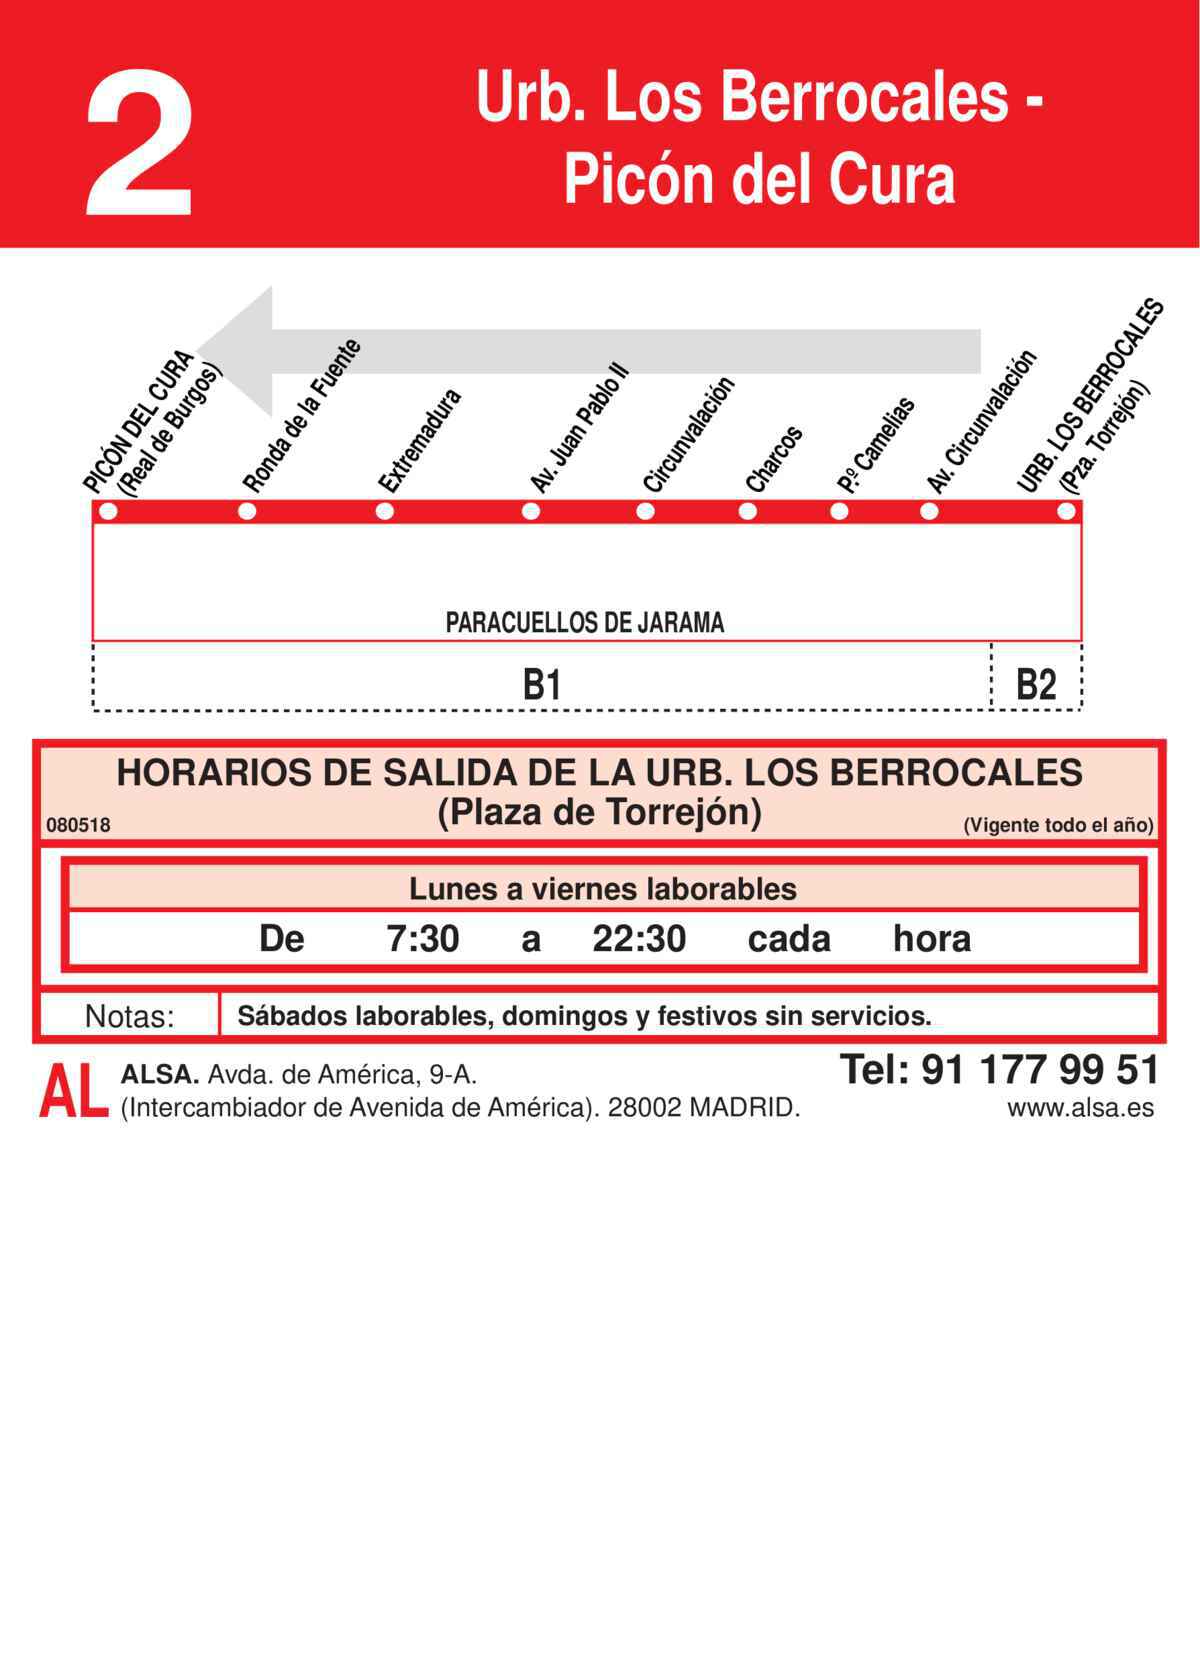 2
Urb. Los Berrocales -
Picón del Cura
PICÓN DEL CURA
(Real de Burgos)
Ronda de la Fuente
Extremadura
Av. Juan Pablo II
Circunvalación
Charcos
P.º Camelias
Av. Circunvalación
URB. LOS BERROCALES
(Pza. Torrejón)
PARACUELLOS DE JARAMA
B1 B2
HORARIOS DE SALIDA DE LA URB. LOS BERROCALES
(Plaza de Torrejón)
080518 (Vigente todo el año)
Lunes a viernes laborables
De 7:30 a 22:30 cada hora
Notas: Sábados laborables, domingos y festivos sin servicios.
AL
ALSA. Avda. de América, 9-A.
(Intercambiador de Avenida de América). 28002 MADRID.
Tel: 91 177 99 51
www.alsa.es